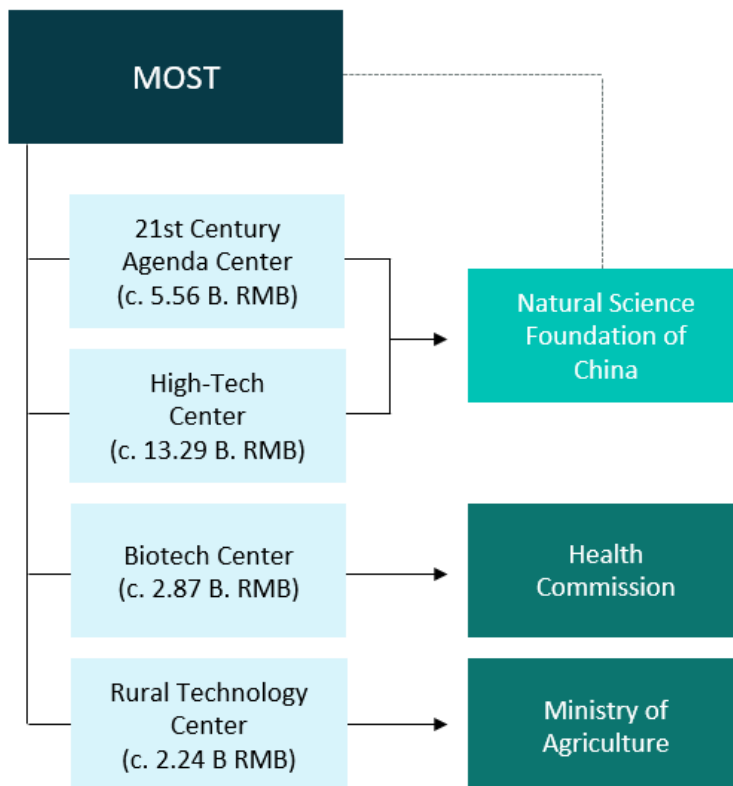 MOST
21st Century
Agenda Center
(c. 5.56 B. RMB)
Natural Science
Foundation of
China
High-Tech
Center
(c. 13.29 B. RMB)
Biotech Center
(c. 2.87 B. RMB)
Health
Commission
Rural Technology
Center
(c. 2.24 B RMB)
Ministry of
Agriculture